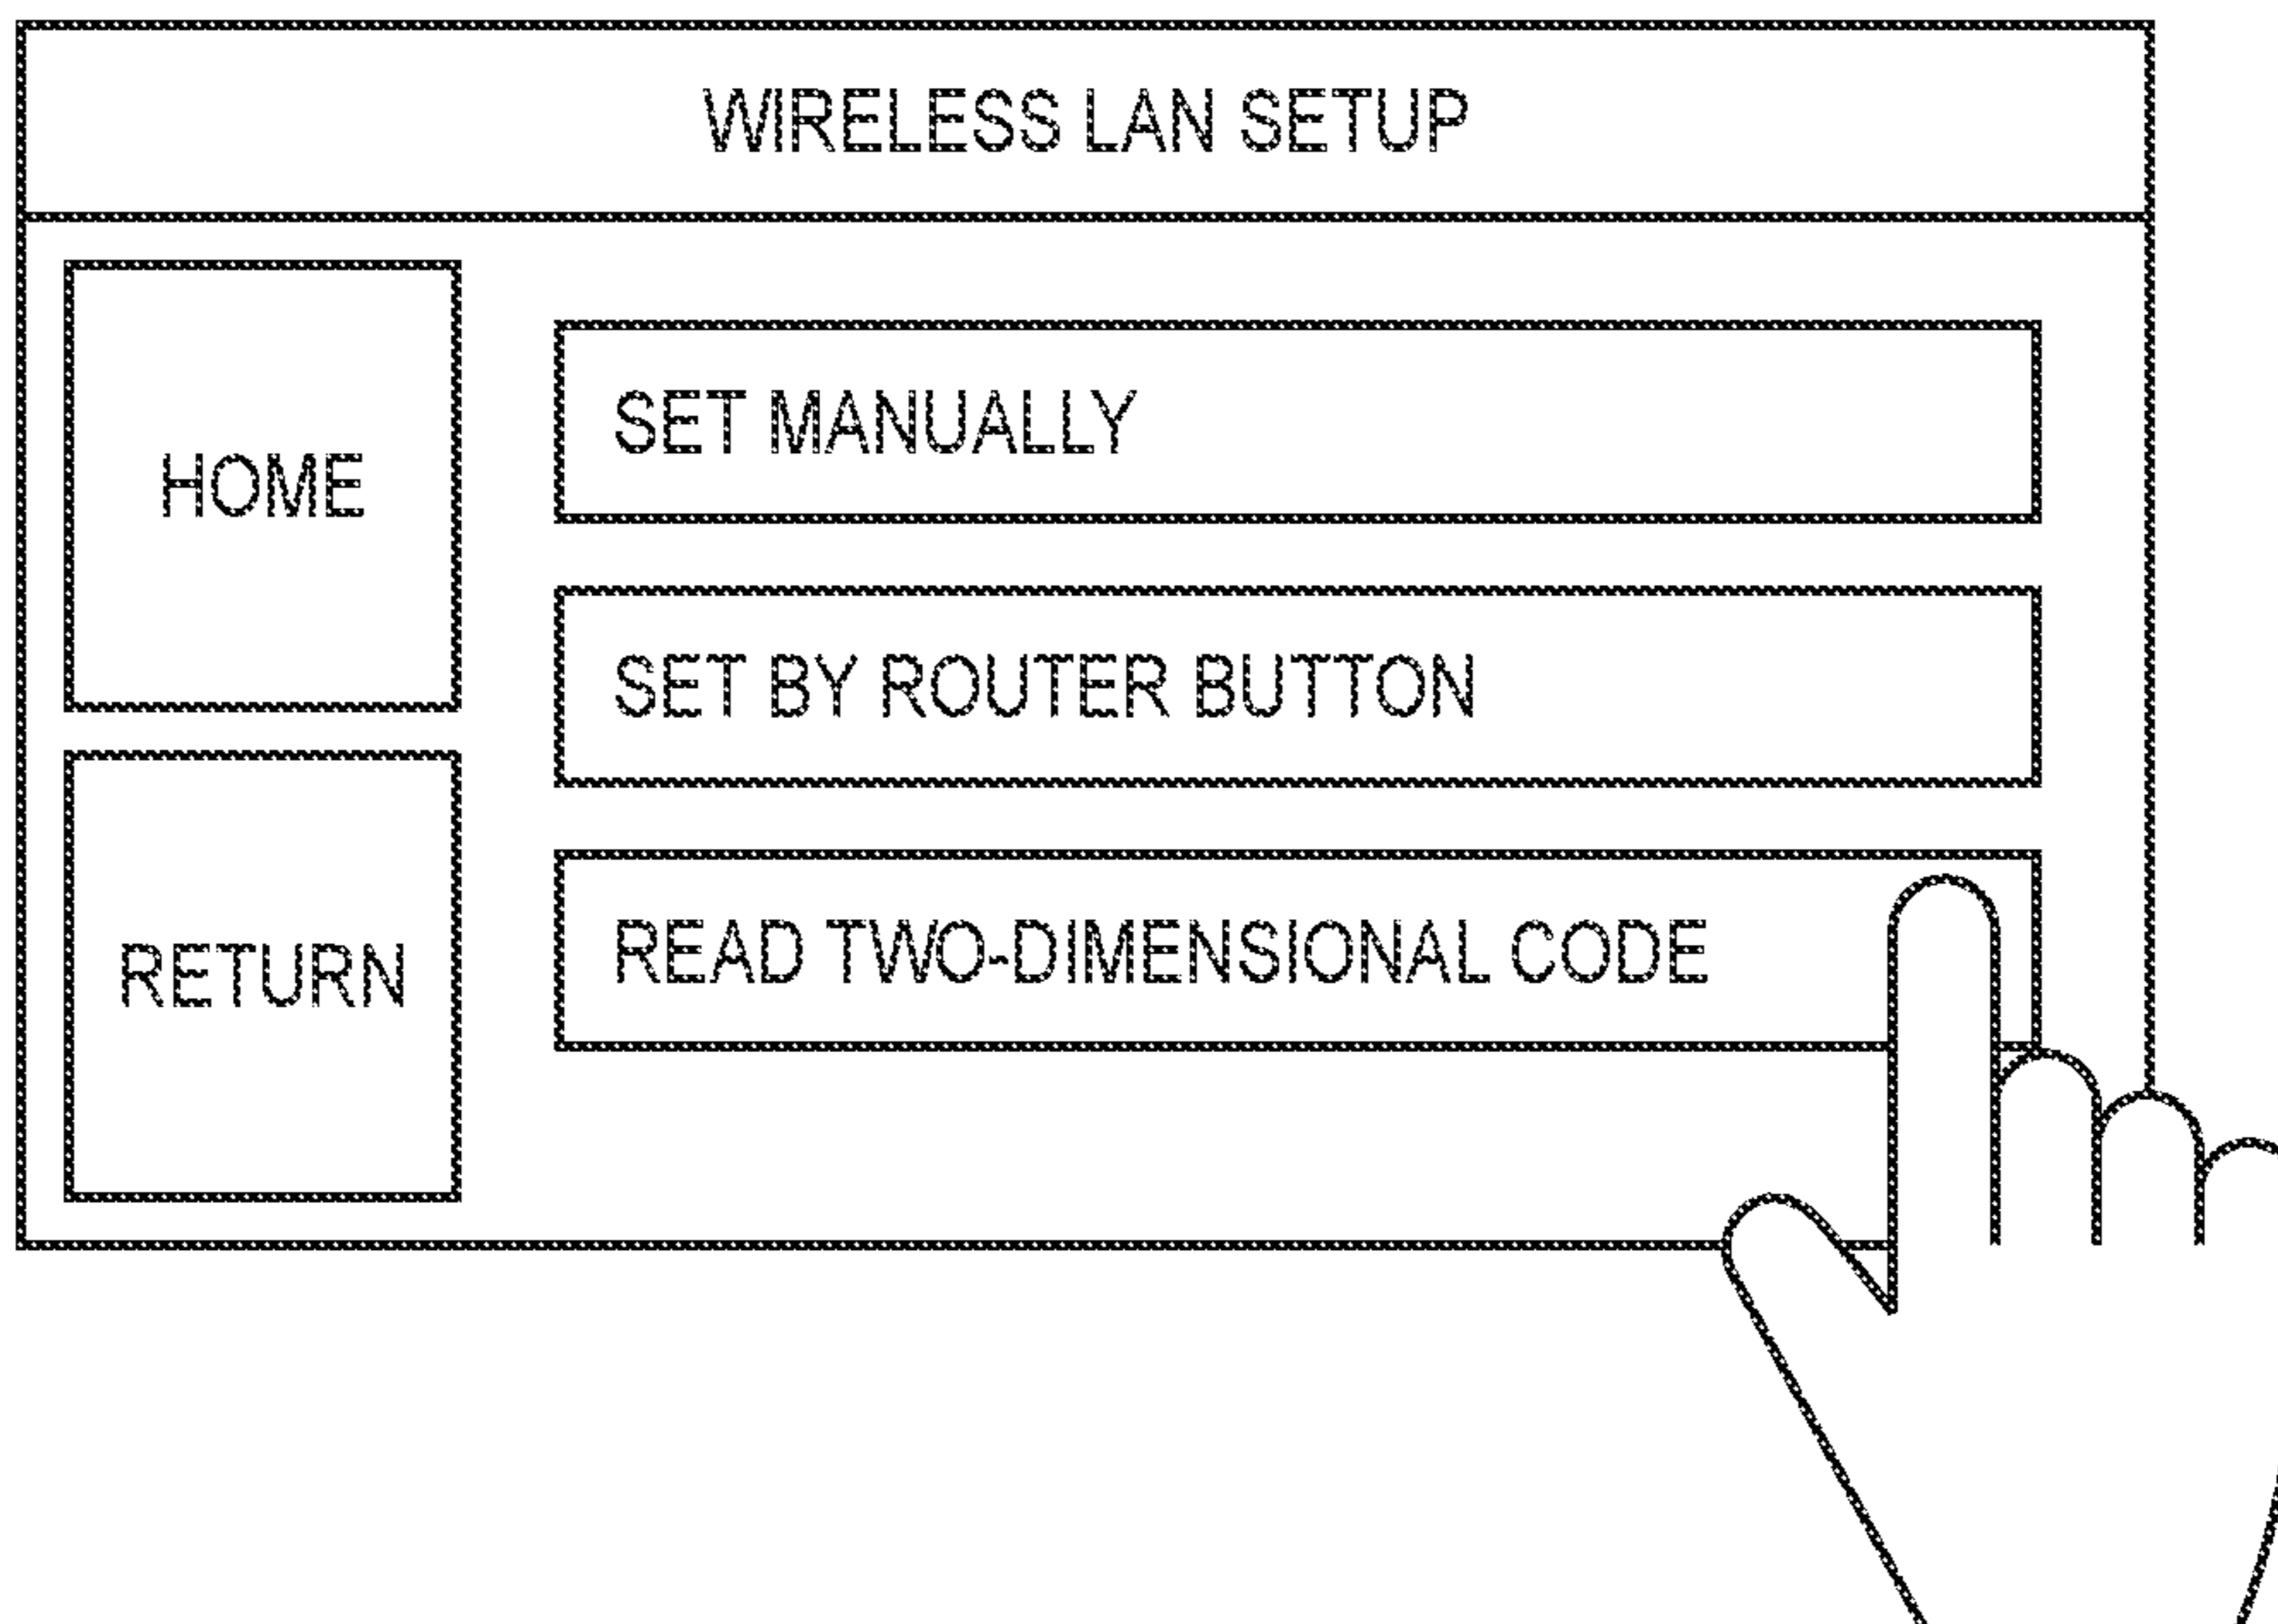 WIRELESS LAN SETUP
HOME
RETURN
SET MANUALLY
SET BY ROUTER BUTTON
READ TWO-DIMENSIONAL CODE